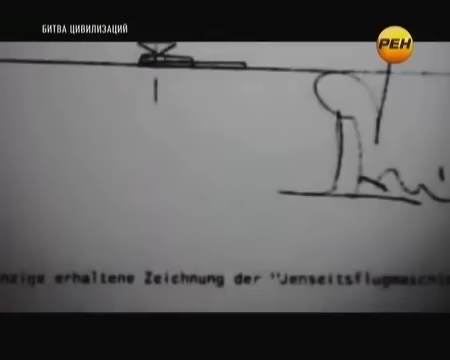 БИТВА ЦИВИЛИЗАЦИЙ
РЕН
nzige erhaltene Zeichnung der "Jenseitsflugmaschi